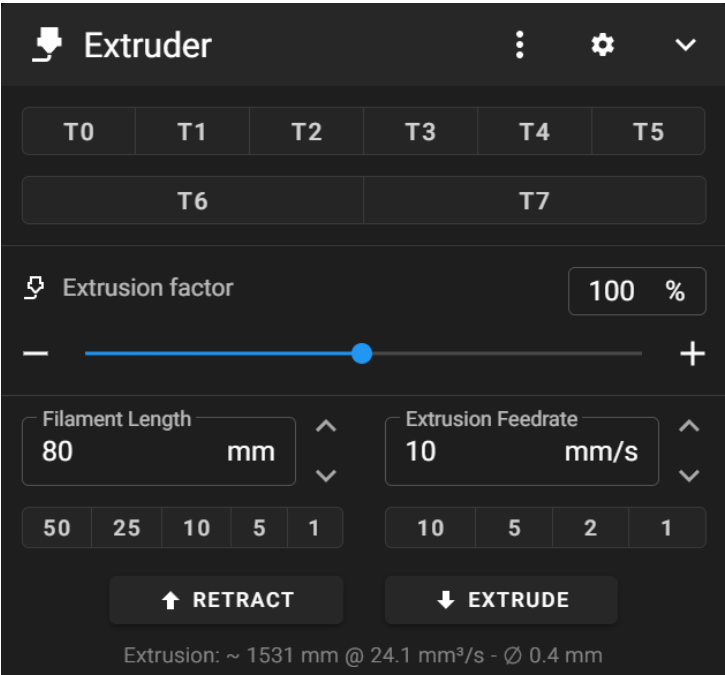 Extruder
T0 T1 T2 T3 T4 T5
T6 T7
Extrusion factor 100 %
Filament Length Extrusion Feedrate
80 mm 10 mm/s
50 25 10 5 1 10 5 2 1
RETRACT EXTRUDE
Extrusion: ~ 1531 mm @ 24.1 mm³/s - ∅ 0.4 mm